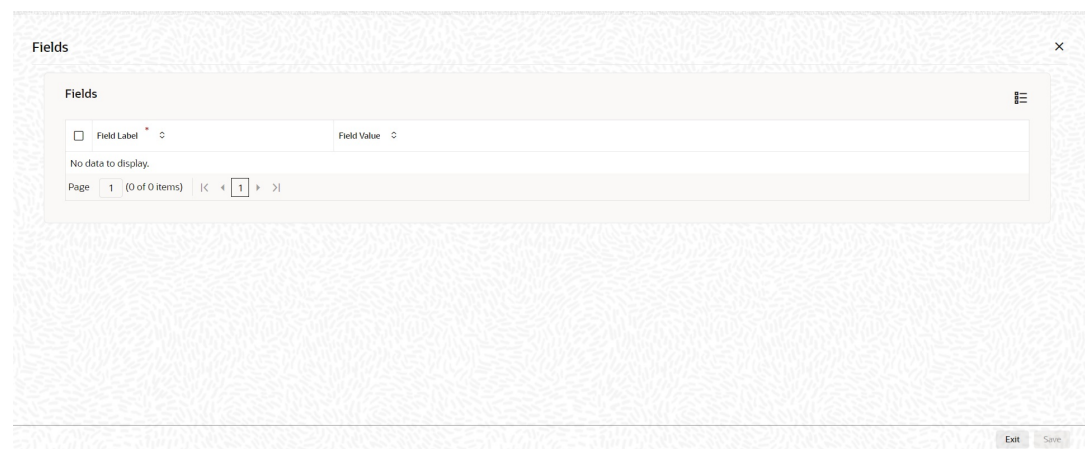 Fields
Fields
Field Label * Field Value
No data to display.
Page 1 (0 of 0 items) 1
Exit Save